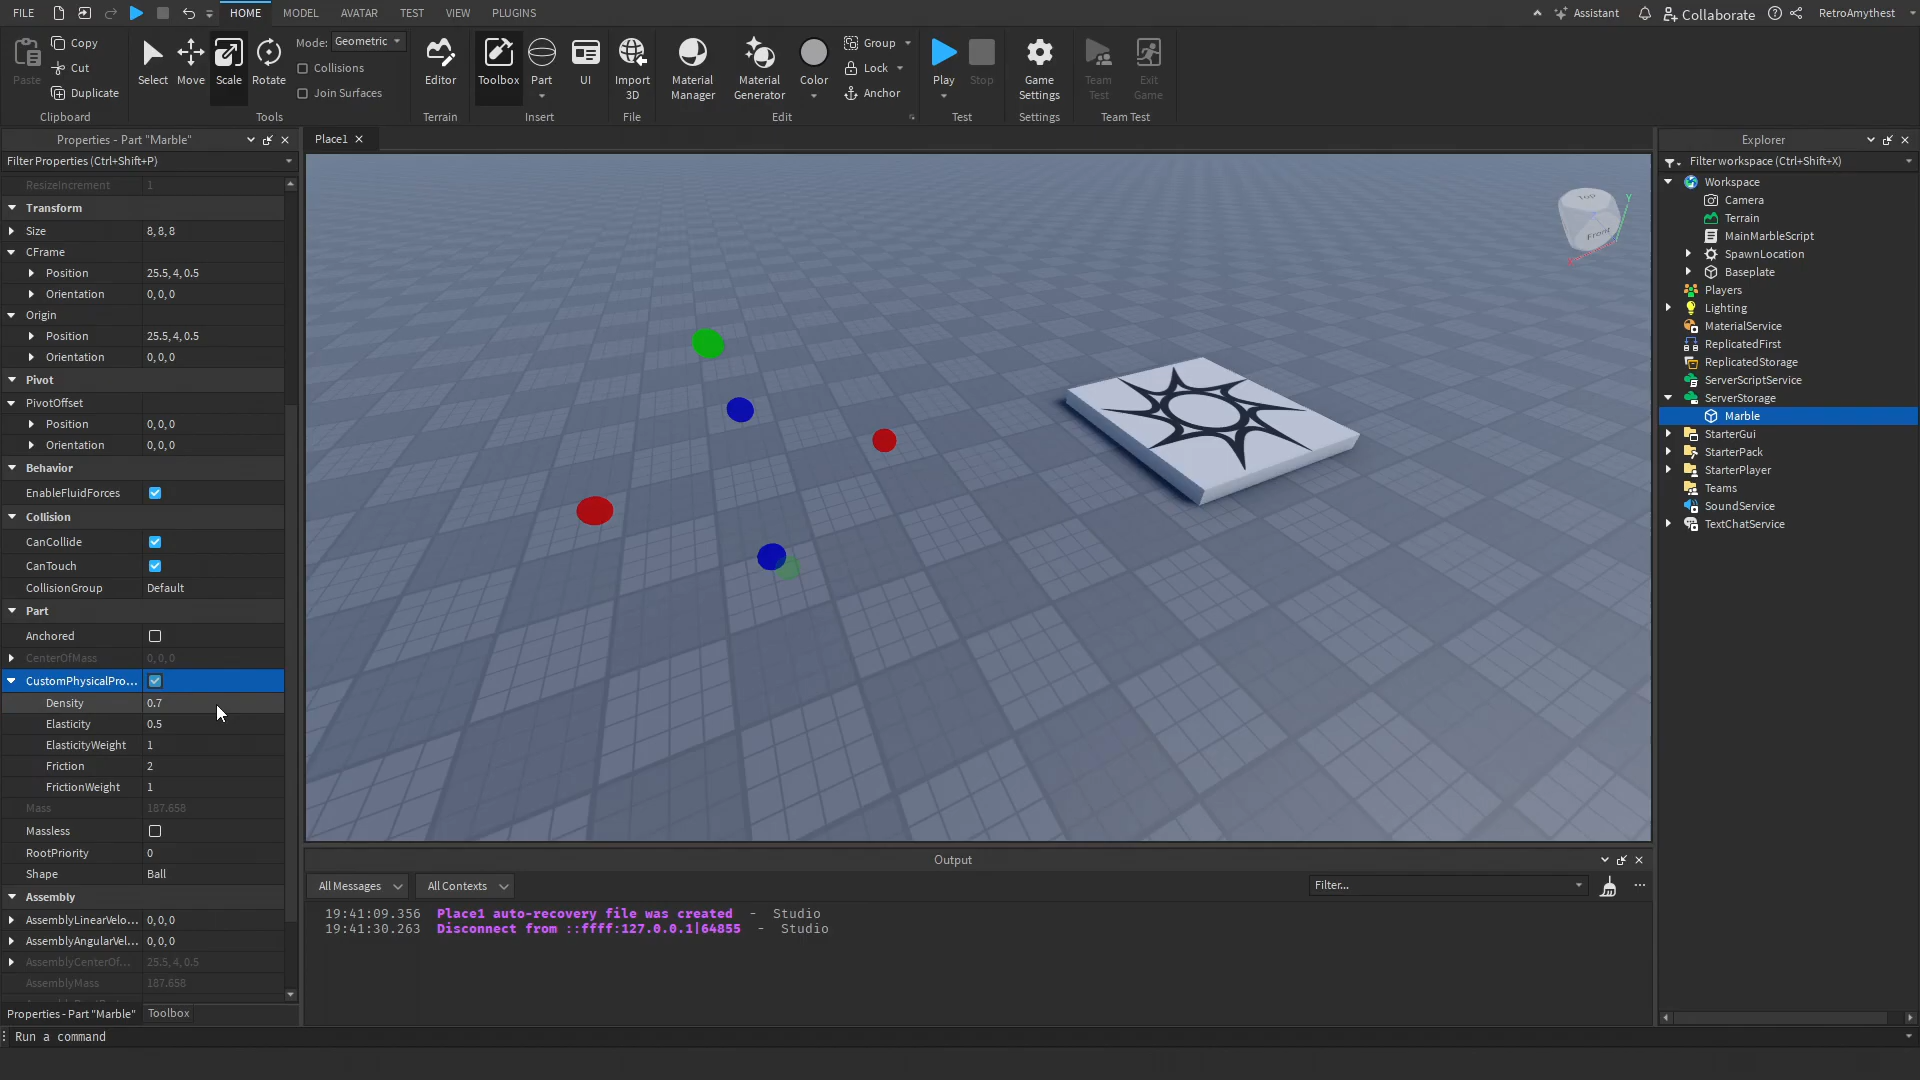 FILE HOME MODEL AVATAR TEST VIEW PLUGINS Assistant Collaborate RetroAmythest
Paste Copy Cut Duplicate Clipboard
Select Move Scale Rotate Mode: Geometric Collisions Join Surfaces Tools
Editor Terrain
Toolbox Part UI Insert
Import 3D File
Material Manager Material Generator Color Group Lock Anchor Edit
Play Stop Test
Game Settings Settings
Team Test Exit Game Team Test
Properties - Part "Marble"
Filter Properties (Ctrl+Shift+P)
ResizeIncrement 1
Transform
Size 8, 8, 8
CFrame
Position 25.5, 4, 0.5
Orientation 0, 0, 0
Origin
Position 25.5, 4, 0.5
Orientation 0, 0, 0
Pivot
PivotOffset
Position 0, 0, 0
Orientation 0, 0, 0
Behavior
EnableFluidForces
Collision
CanCollide
CanTouch
CollisionGroup Default
Part
Anchored
CenterOfMass 0, 0, 0
CustomPhysicalPro...
Density 0.7
Elasticity 0.5
ElasticityWeight 1
Friction 2
FrictionWeight 1
Mass 187.658
Massless
RootPriority 0
Shape Ball
Assembly
AssemblyLinearVelo... 0, 0, 0
AssemblyAngularVel... 0, 0, 0
AssemblyCenterOf... 25.5, 4, 0.5
AssemblyMass 187.658
Properties - Part "Marble" Toolbox
Place1
Top
Front
Y
Output
All Messages All Contexts Filter...
19:41:09.356 Place1 auto-recovery file was created - Studio
19:41:30.263 Disconnect from ::ffff:127.0.0.1|64855 - Studio
Explorer
Filter workspace (Ctrl+Shift+X)
Workspace
Camera
Terrain
MainMarbleScript
SpawnLocation
Baseplate
Players
Lighting
MaterialService
ReplicatedFirst
ReplicatedStorage
ServerScriptService
ServerStorage
Marble
StarterGui
StarterPack
StarterPlayer
Teams
SoundService
TextChatService
Run a command